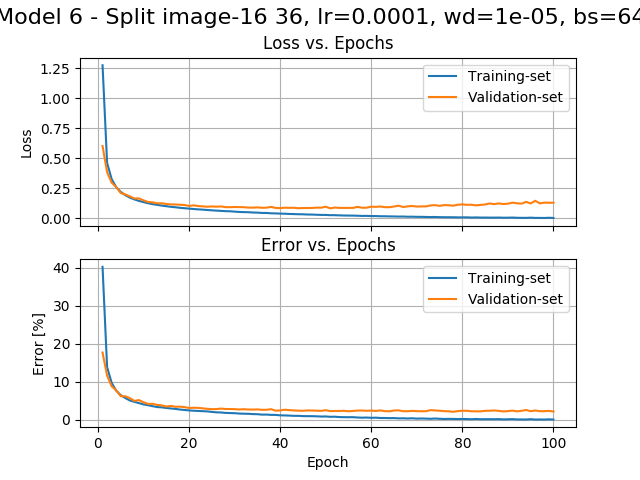 Model 6 - Split image-16 36, lr=0.0001, wd=1e-05, bs=64
Loss vs. Epochs
1.25
1.00
0.75
0.50
0.25
0.00
Loss
Training-set
Validation-set
Error vs. Epochs
40
30
20
10
0
Error [%]
Training-set
Validation-set
0 20 40 60 80 100
Epoch